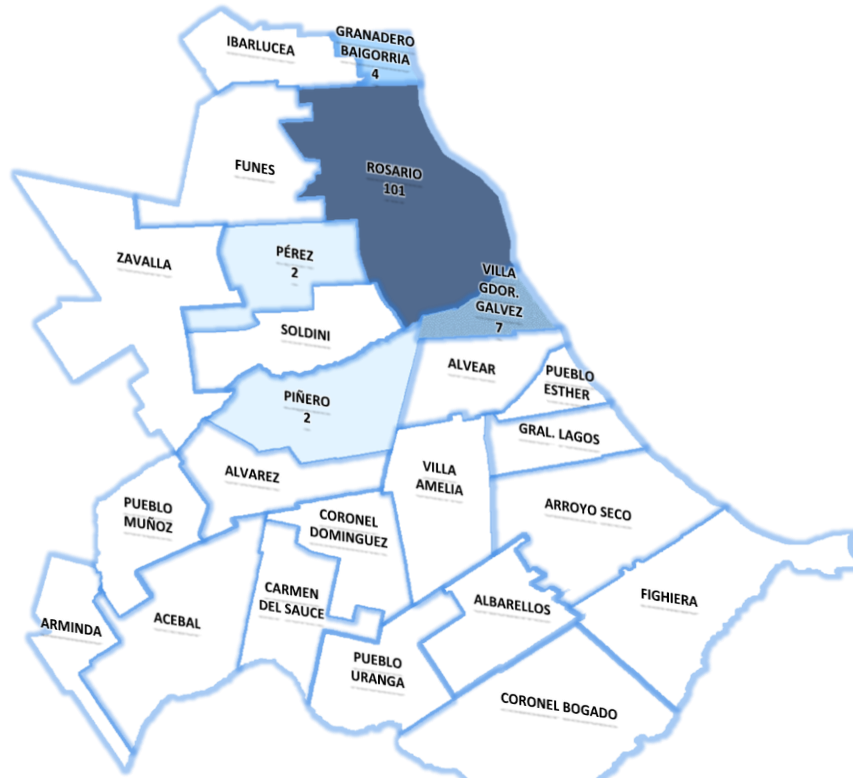 IBARLUCEA
GRANADERO
BAIGORRIA
4
FUNES
ROSARIO
101
ZAVALLA
PÉREZ
2
VILLA
GDOR.
GALVEZ
7
SOLDINI
ALVEAR
PUEBLO
ESTHER
PIÑERO
2
GRAL. LAGOS
ALVAREZ
VILLA
AMELIA
PUEBLO
MUÑOZ
CORONEL
DOMINGUEZ
ARROYO SECO
CARMEN
DEL SAUCE
ALBARELLOS
FIGHIERA
ARMINDA
ACEBAL
PUEBLO
URANGA
CORONEL BOGADO